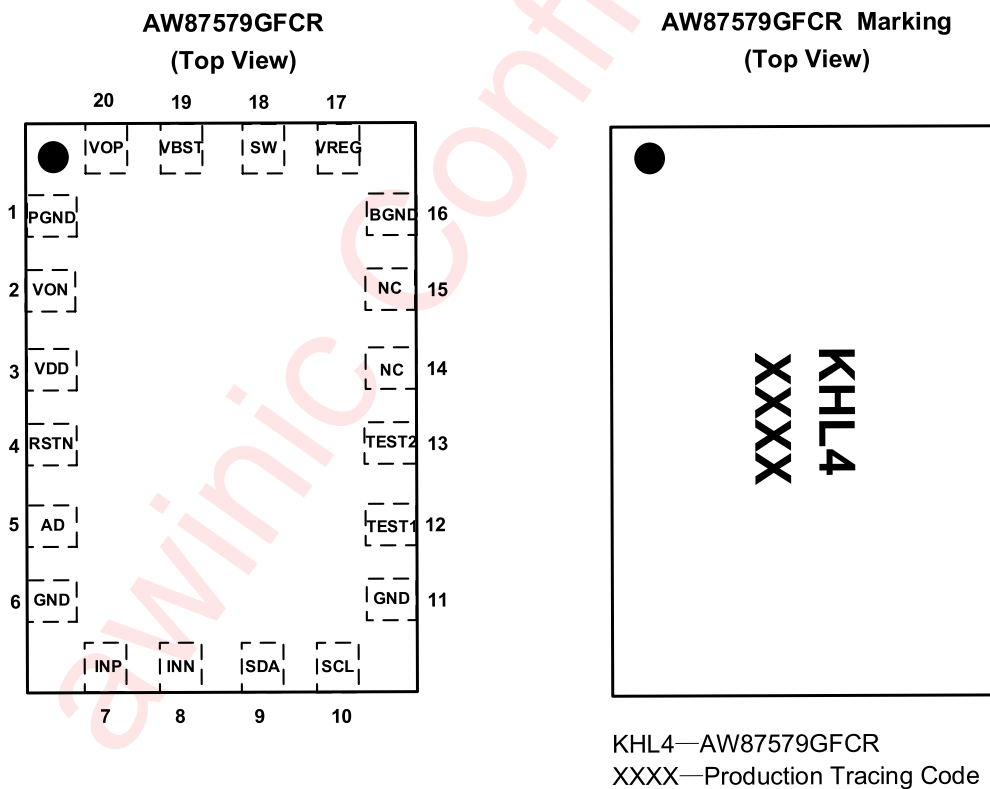 AW87579GFCR
(Top View)
20 19 18 17
VOP VBST SW VREG
1 PGND BGND 16
2 VON NC 15
3 VDD NC 14
4 RSTN TEST2 13
5 AD TEST1 12
6 GND GND 11
INP INN SDA SCL
7 8 9 10
AW87579GFCR Marking
(Top View)
KHL4
XXXX
KHL4—AW87579GFCR
XXXX—Production Tracing Code
awinic Conf